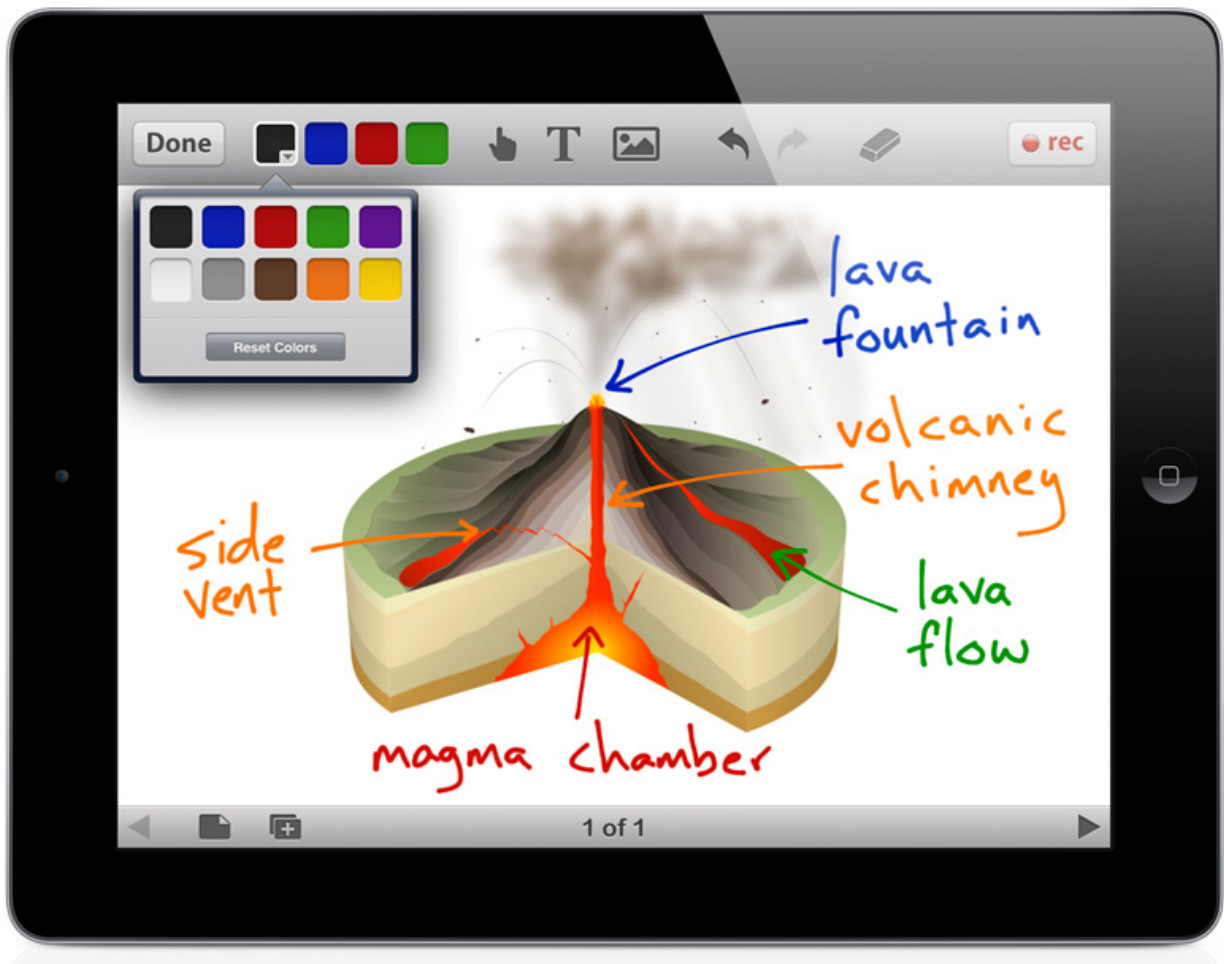 Done
T
rec
Reset Colors
lava
fountain
volcanic
chimney
side
vent
lava
flow
magma chamber
1 of 1